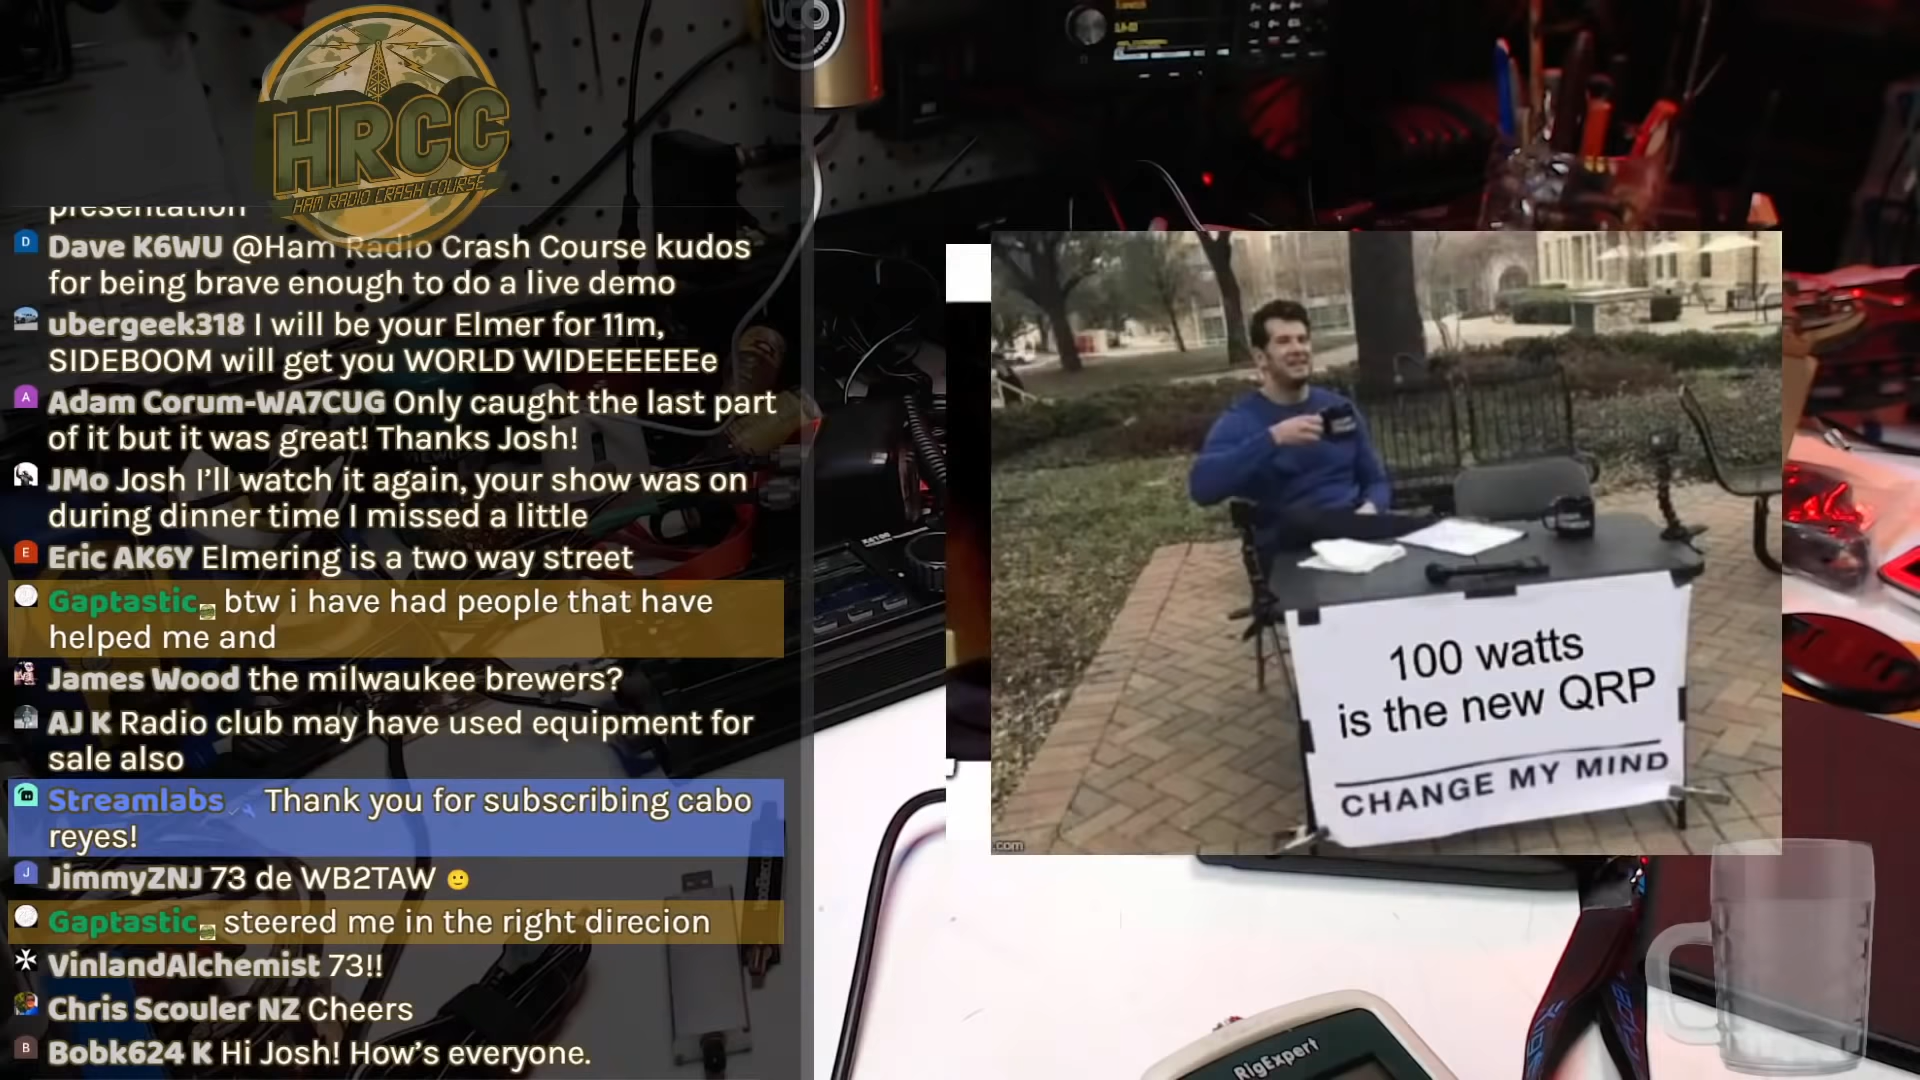 HRCC
HAM RADIO CRASH COURSE
presentation
Dave K6WU @Ham Radio Crash Course kudos
for being brave enough to do a live demo
ubergeek318 I will be your Elmer for 11m,
SIDEBOOM will get you WORLD WIDEEEEEEe
Adam Corum-WA7CUG Only caught the last part
of it but it was great! Thanks Josh!
JMo Josh I'll watch it again, your show was on
during dinner time I missed a little
Eric AK6Y Elmering is a two way street
Gaptastic btw i have had people that have
helped me and
James Wood the milwaukee brewers?
AJ K Radio club may have used equipment for
sale also
Streamlabs Thank you for subscribing cabo
reyes!
JimmyZNJ 73 de WB2TAW
Gaptastic steered me in the right direcion
VinlandAlchemist 73!!
Chris Scouler NZ Cheers
Bobk624 K Hi Josh! How's everyone.
100 watts
is the new QRP
CHANGE MY MIND
.com
RigExpert